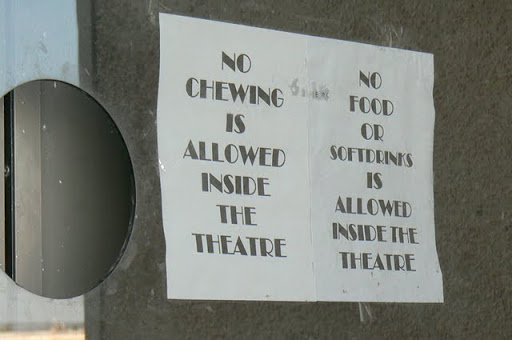 NO
CHEWING
IS
ALLOWED
INSIDE
THE
THEATRE
NO
FOOD
OR
SOFTDRINKS
IS
ALLOWED
INSIDE THE
THEATRE